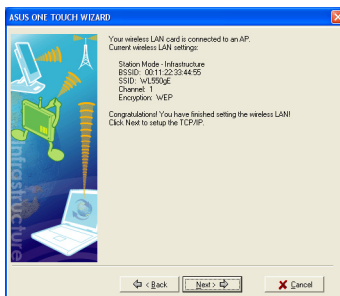 ASUS ONE TOUCH WIZARD
Your wireless LAN card is connected to an AP.
Current wireless LAN settings:
Station Mode - Infrastructure
BSSID: 00:11:22:33:44:55
SSID: WL550gE
Channel: 1
Encryption: WEP
Congratulations! You have finished setting the wireless LAN!
Click Next to setup the TCP/IP.
Infrastructure
< Back
Next >
Cancel